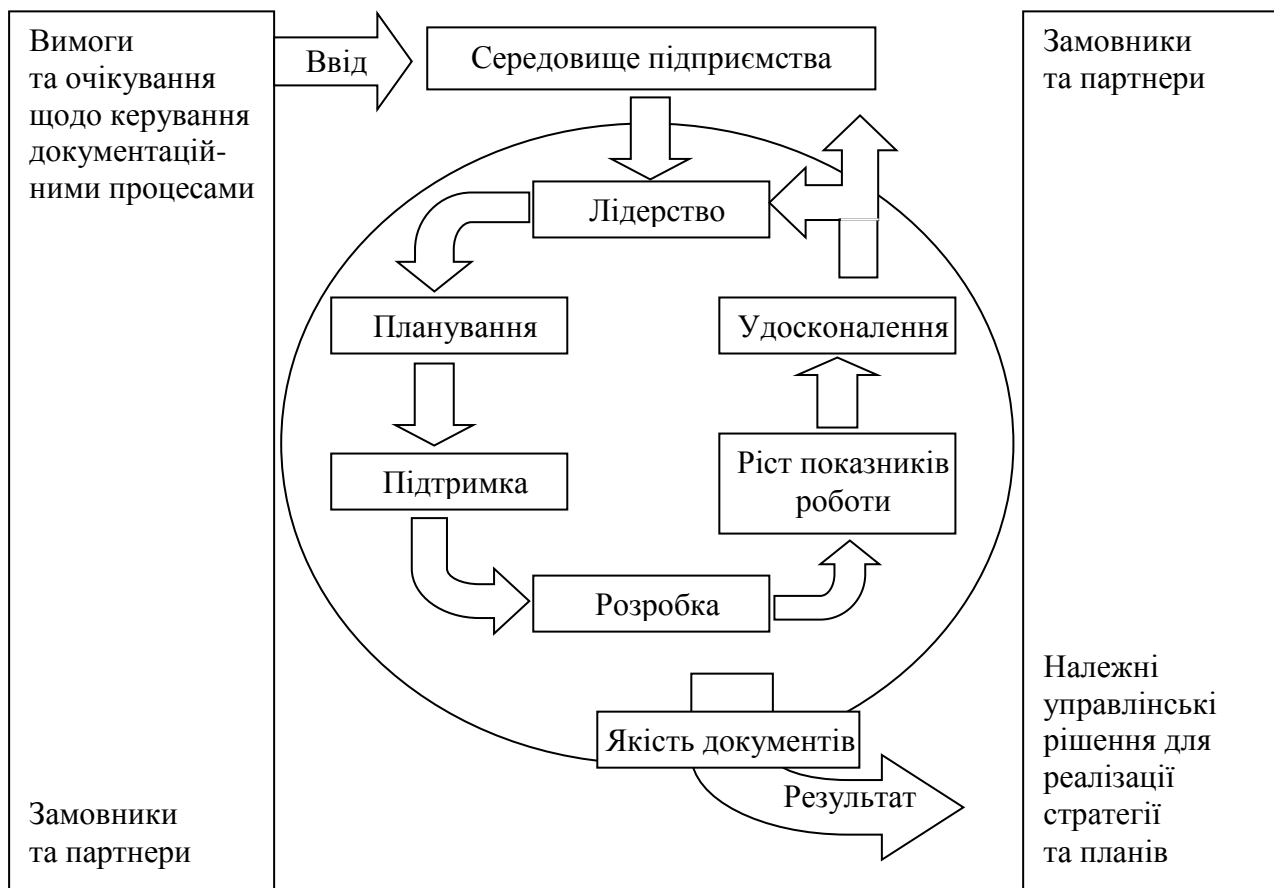 Вимоги
та очікування
щодо керування
документацій-
ними процесами
Замовники
та партнери
Ввід
Середовище підприємства
Лідерство
Планування
Підтримка
Розробка
Ріст показників
роботи
Удосконалення
Якість документів
Результат
Замовники
та партнери
Належні
управлінські
рішення для
реалізації
стратегії
та планів